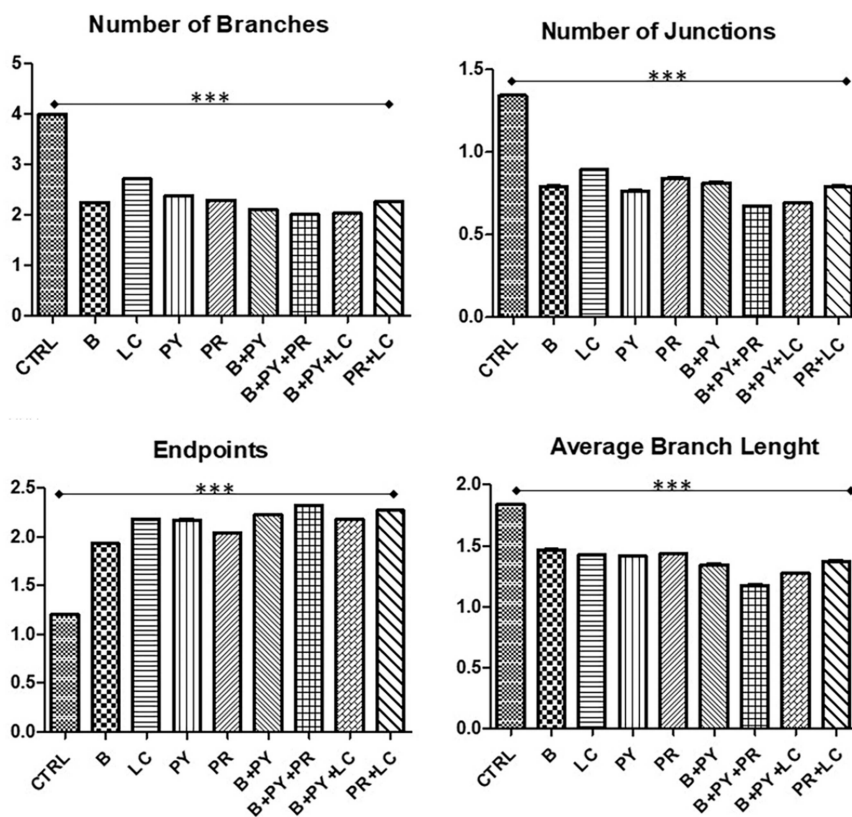 Number of Branches
***
5
4
3
2
1
0
CTRL
B
LC
PY
PR
B+PY
B+PY+PR
B+PY+LC
PR+LC
Number of Junctions
***
1.5
1.0
0.5
0.0
CTRL
B
LC
PY
PR
B+PY
B+PY+PR
B+PY+LC
PR+LC
Endpoints
***
2.5
2.0
1.5
1.0
0.5
0.0
CTRL
B
LC
PY
PR
B+PY
B+PY+PR
B+PY+LC
PR+LC
Average Branch Lenght
***
2.0
1.5
1.0
0.5
0.0
CTRL
B
LC
PY
PR
B+PY
B+PY+PR
B+PY+LC
PR+LC